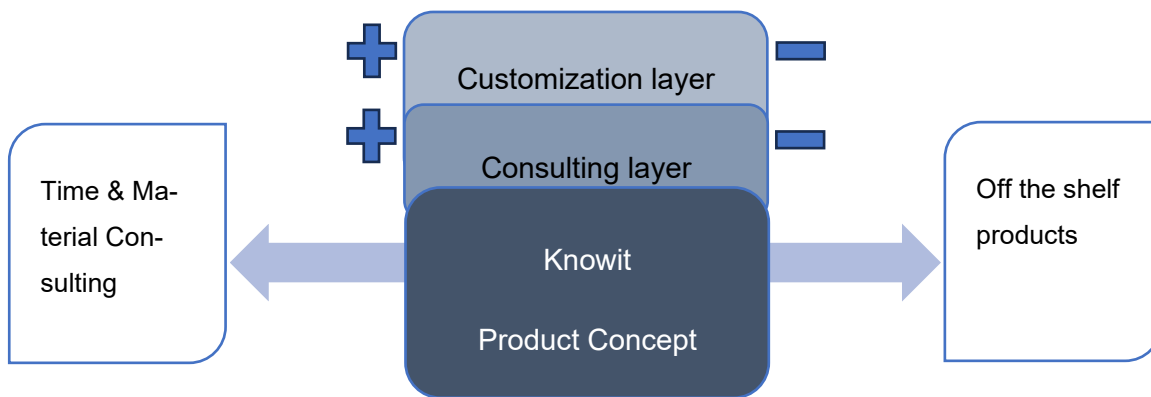 Customization layer
Consulting layer
Time & Ma-
terial Con-
sulting
Knowit
Product Concept
Off the shelf
products